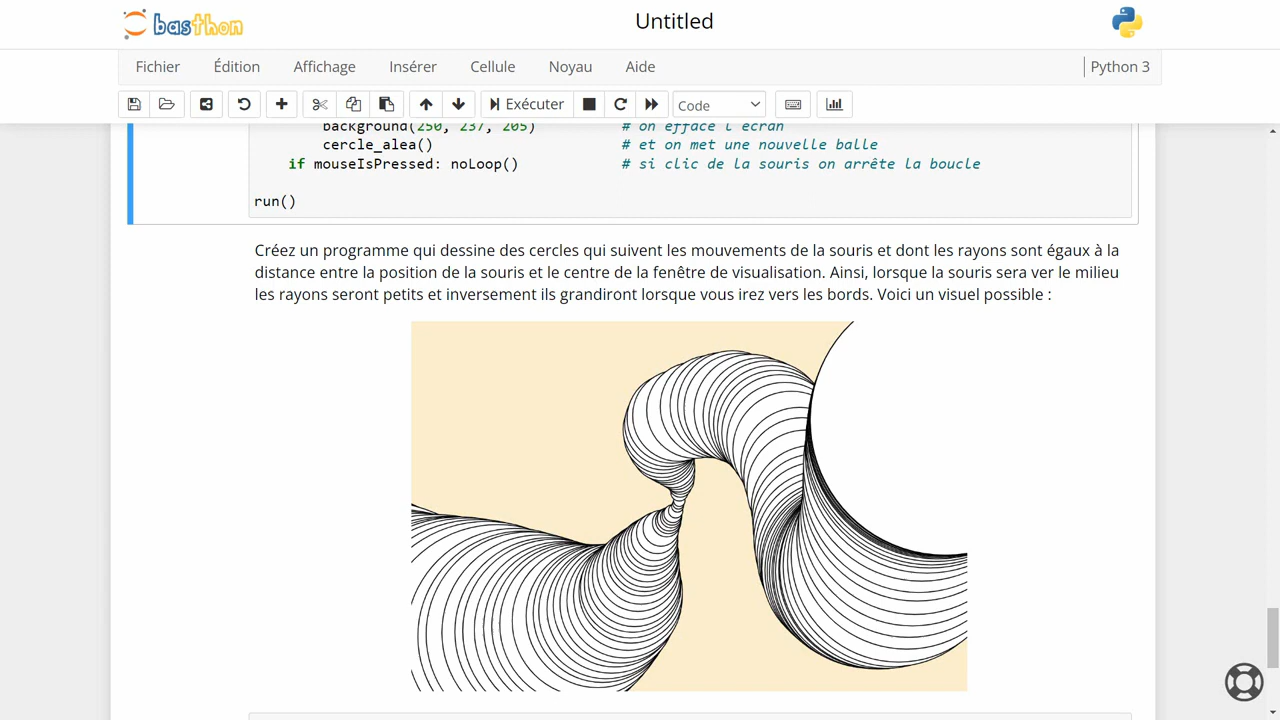 basthon
Untitled
Fichier Édition Affichage Insérer Cellule Noyau Aide Python 3
Exécuter Code
background(250, 237, 205) # on efface l'écran
cercle_alea() # et on met une nouvelle balle
if mouseIsPressed: noLoop() # si clic de la souris on arrête la boucle
run()
Créez un programme qui dessine des cercles qui suivent les mouvements de la souris et dont les rayons sont égaux à la
distance entre la position de la souris et le centre de la fenêtre de visualisation. Ainsi, lorsque la souris sera ver le milieu
les rayons seront petits et inversement ils grandiront lorsque vous irez vers les bords. Voici un visuel possible :